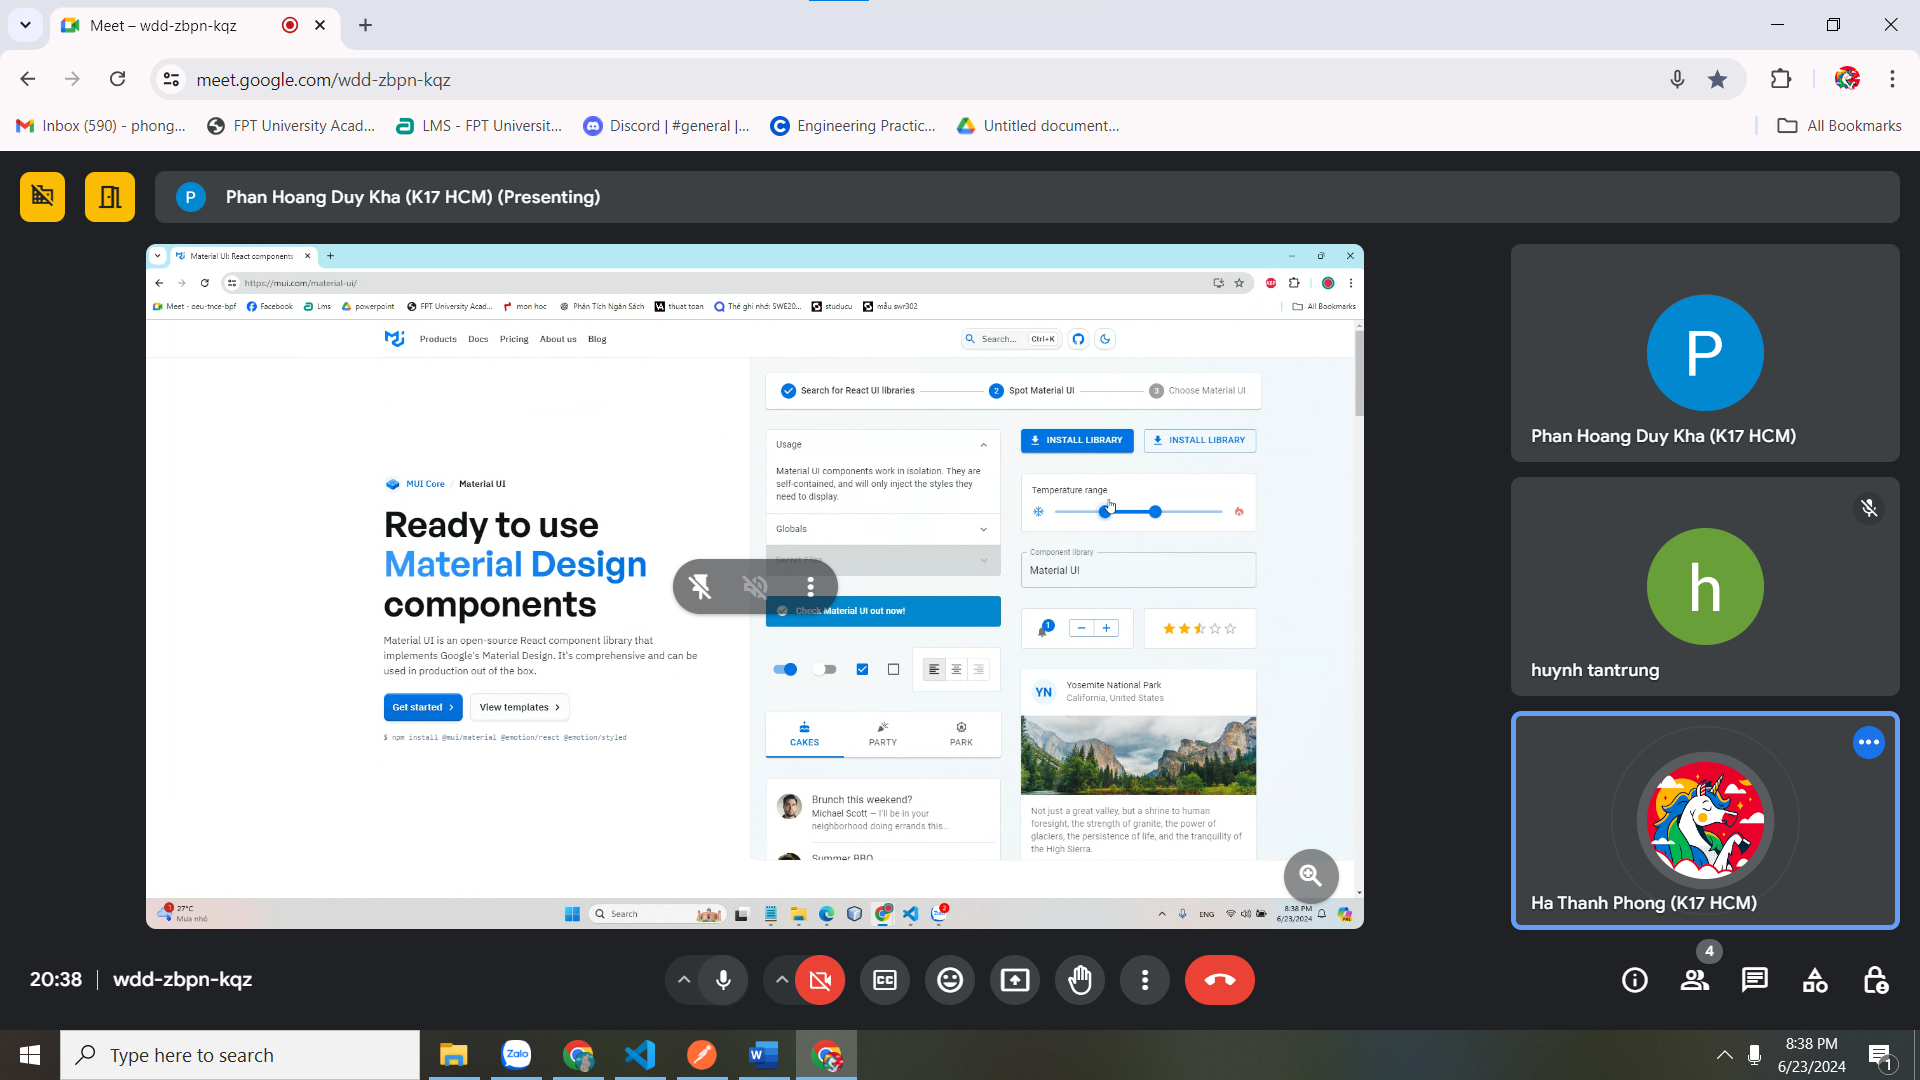 Meet – wdd-zbpn-kqz
meet.google.com/wdd-zbpn-kqz
Inbox (590) - phong...
FPT University Acad...
LMS - FPT Universit...
Discord | #general |...
Engineering Practic...
Untitled document...
All Bookmarks
P
Phan Hoang Duy Kha (K17 HCM) (Presenting)
Material UI: React components
https://mui.com/material-ui/
Meet - oeu-tnce-bpf
Facebook
Lms
powerpoint
FPT University Acad...
mon hoc
Phân Tích Ngân Sách
thuat toan
Thẻ ghi nhớ: SWE20...
studucu
mẫu swr302
All Bookmarks
Products
Docs
Pricing
About us
Blog
Search...
Ctrl+K
Search for React UI libraries
2
Spot Material UI
3
Choose Material UI
MUI Core
/
Material UI
Ready to use
Material Design
components
Material UI is an open-source React component library that
implements Google's Material Design. It's comprehensive and can be
used in production out of the box.
Get started
View templates
$ npm install @mui/material @emotion/react @emotion/styled
Usage
Material UI components work in isolation. They are
self-contained, and will only inject the styles they
need to display.
Globals
Secret Files
Check Material UI out now!
CAKES
PARTY
PARK
Brunch this weekend?
Michael Scott — I'll be in your
neighborhood doing errands this...
Summer BBQ
INSTALL LIBRARY
INSTALL LIBRARY
Temperature range
Component library
Material UI
1
YN
Yosemite National Park
California, United States
Not just a great valley, but a shrine to human
foresight, the strength of granite, the power of
glaciers, the persistence of life, and the tranquility of
the High Sierra.
1
27°C
Mưa nhỏ
Search
2
ENG
8:38 PM
6/23/2024
P
Phan Hoang Duy Kha (K17 HCM)
h
huynh tantrung
Ha Thanh Phong (K17 HCM)
20:38
wdd-zbpn-kqz
4
Type here to search
Zalo
8:38 PM
6/23/2024
1